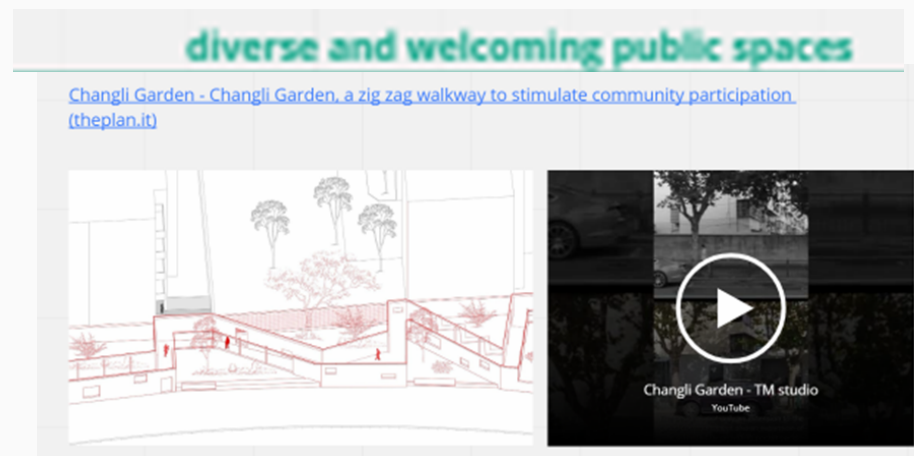 diverse and welcoming public spaces
Changli Garden - Changli Garden, a zig zag walkway to stimulate community participation
(theplan.it)
Changli Garden - TM studio
YouTube